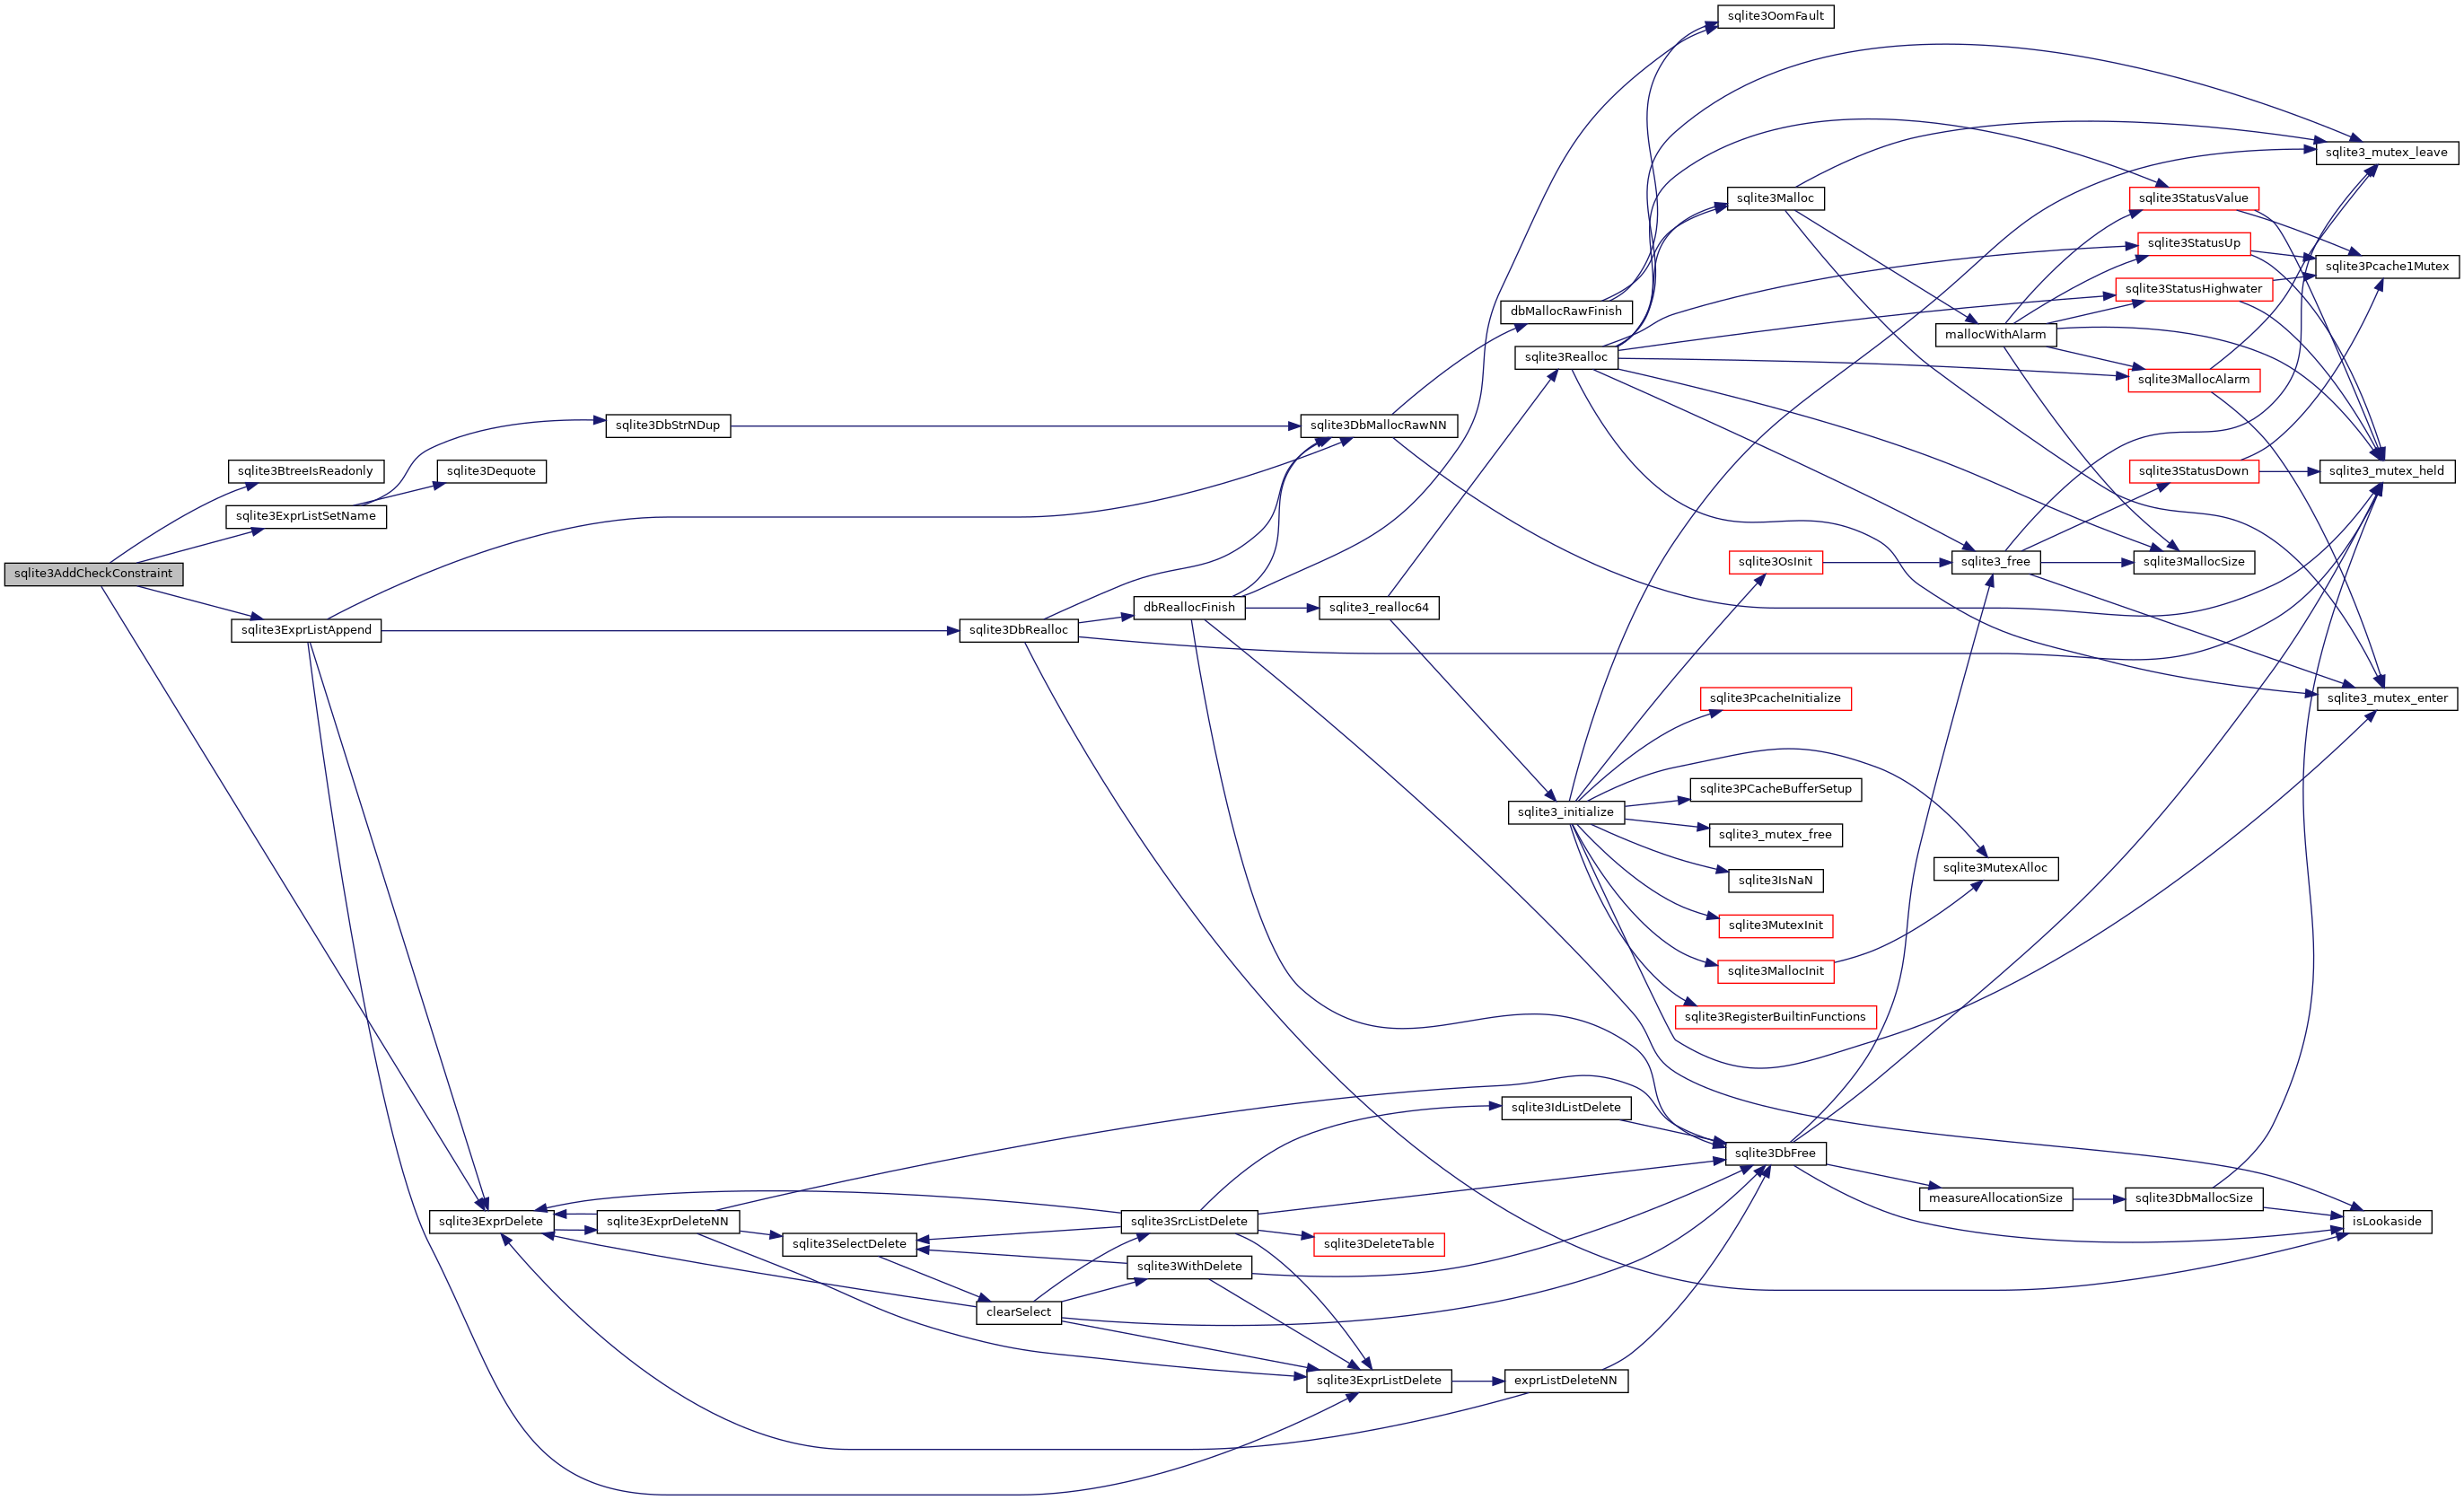 sqlite3OomFault
sqlite3_mutex_leave
sqlite3Malloc
sqlite3StatusValue
sqlite3StatusUp
sqlite3Pcache1Mutex
sqlite3StatusHighwater
dbMallocRawFinish
mallocWithAlarm
sqlite3Realloc
sqlite3MallocAlarm
sqlite3DbStrNDup
sqlite3DbMallocRawNN
sqlite3BtreeIsReadonly
sqlite3Dequote
sqlite3StatusDown
sqlite3_mutex_held
sqlite3ExprListSetName
sqlite3OsInit
sqlite3_free
sqlite3MallocSize
sqlite3AddCheckConstraint
dbReallocFinish
sqlite3_realloc64
sqlite3ExprListAppend
sqlite3DbRealloc
sqlite3PcacheInitialize
sqlite3_mutex_enter
sqlite3PCacheBufferSetup
sqlite3_initialize
sqlite3_mutex_free
sqlite3MutexAlloc
sqlite3IsNaN
sqlite3MutexInit
sqlite3MallocInit
sqlite3RegisterBuiltinFunctions
sqlite3IdListDelete
sqlite3DbFree
measureAllocationSize
sqlite3DbMallocSize
sqlite3ExprDelete
sqlite3ExprDeleteNN
sqlite3SrcListDelete
isLookaside
sqlite3SelectDelete
sqlite3DeleteTable
sqlite3WithDelete
clearSelect
sqlite3ExprListDelete
exprListDeleteNN